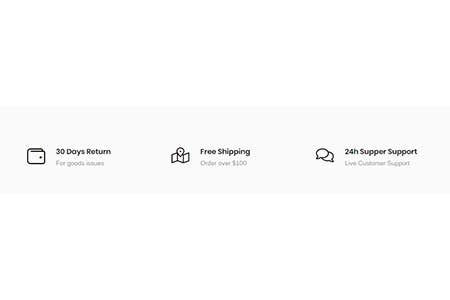 30 Days Return
For goods issues
Free Shipping
Order over $100
24h Supper Support
Live Customer Support